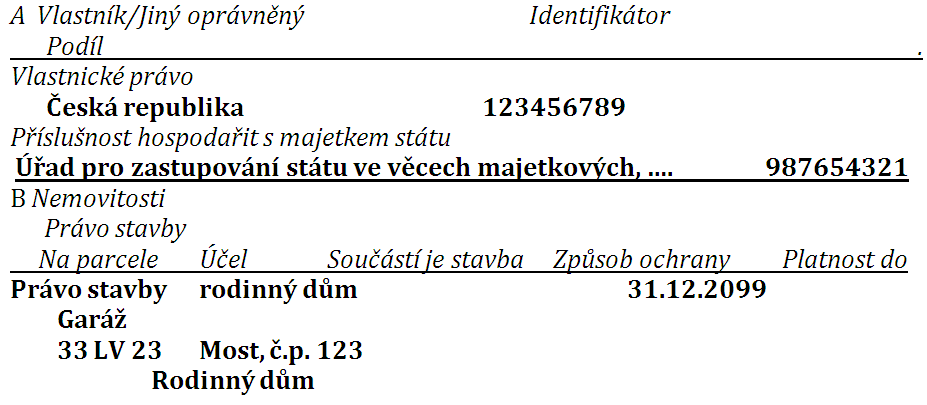 A Vlastník/Jiný oprávněný Identifikátor
Podíl .
Vlastnické právo
Česká republika 123456789
Příslušnost hospodařit s majetkem státu
Úřad pro zastupování státu ve věcech majetkových, .... 987654321
B Nemovitosti
Právo stavby
Na parcele Účel Součástí je stavba Způsob ochrany Platnost do
Právo stavby rodinný dům 31.12.2099
Garáž
33 LV 23 Most, č.p. 123
Rodinný dům